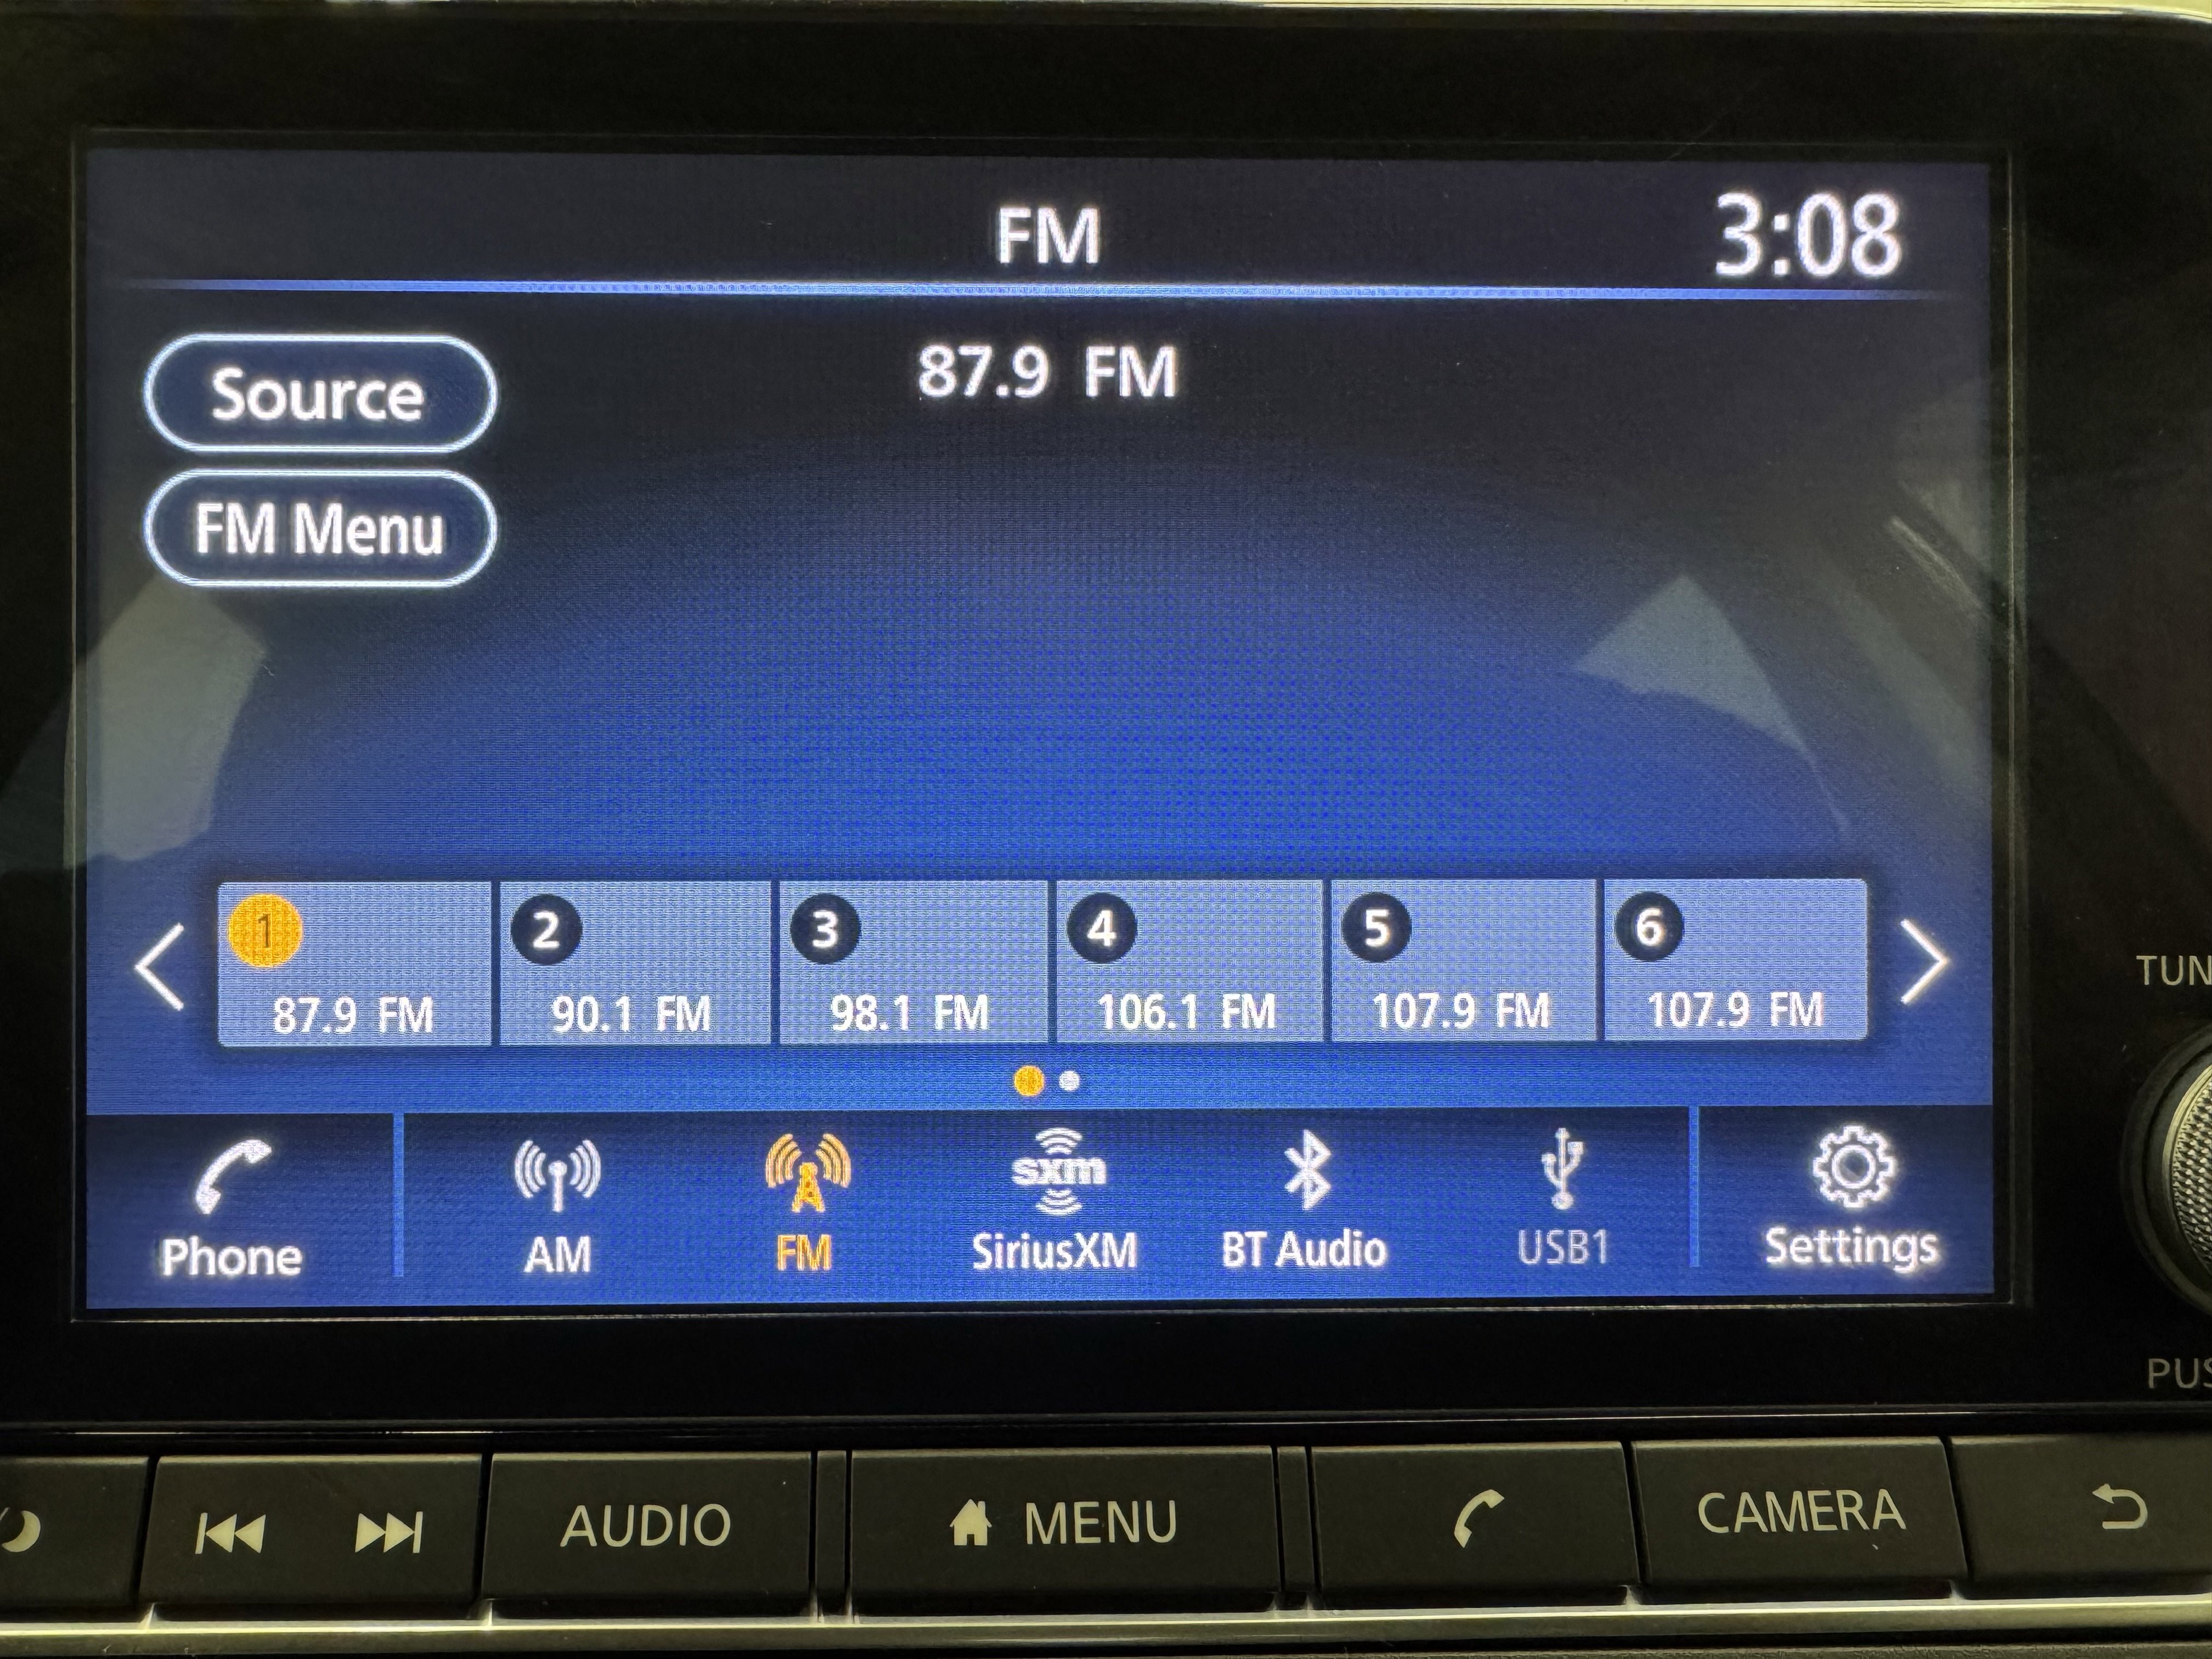 FM
3:08
Source
87.9 FM
FM Menu
1
2
3
4
5
6
87.9 FM
90.1 FM
98.1 FM
106.1 FM
107.9 FM
107.9 FM
TUN
Phone
AM
FM
sxm
SiriusXM
BT Audio
USB1
Settings
PUS
AUDIO
MENU
CAMERA